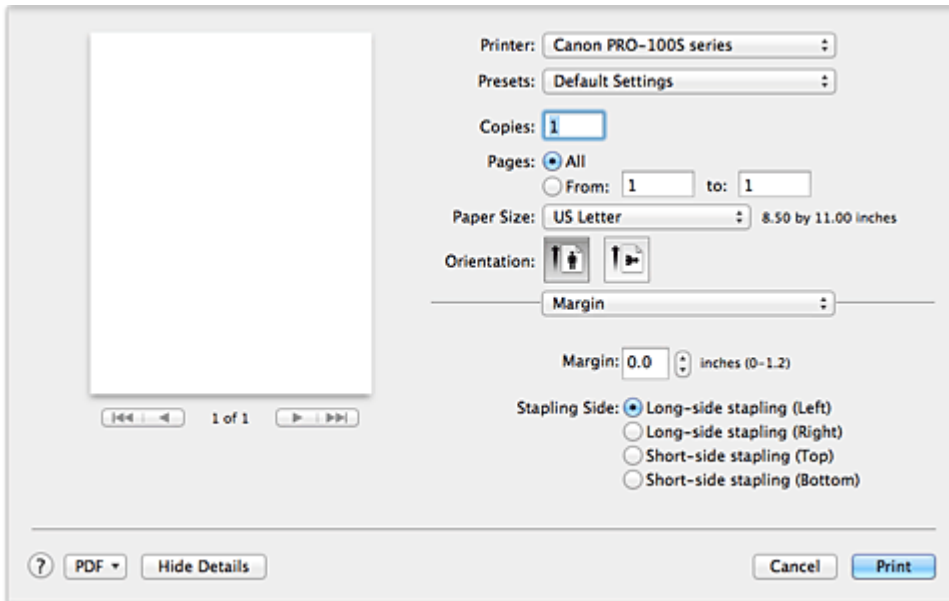 Printer: Canon PRO-100S series
Presets: Default Settings
Copies: 1
Pages: All
From: 1 to: 1
Paper Size: US Letter 8.50 by 11.00 inches
Orientation:
Margin
Margin: 0.0 inches (0-1.2)
Stapling Side: Long-side stapling (Left)
Long-side stapling (Right)
Short-side stapling (Top)
Short-side stapling (Bottom)
1 of 1
? PDF Hide Details Cancel Print